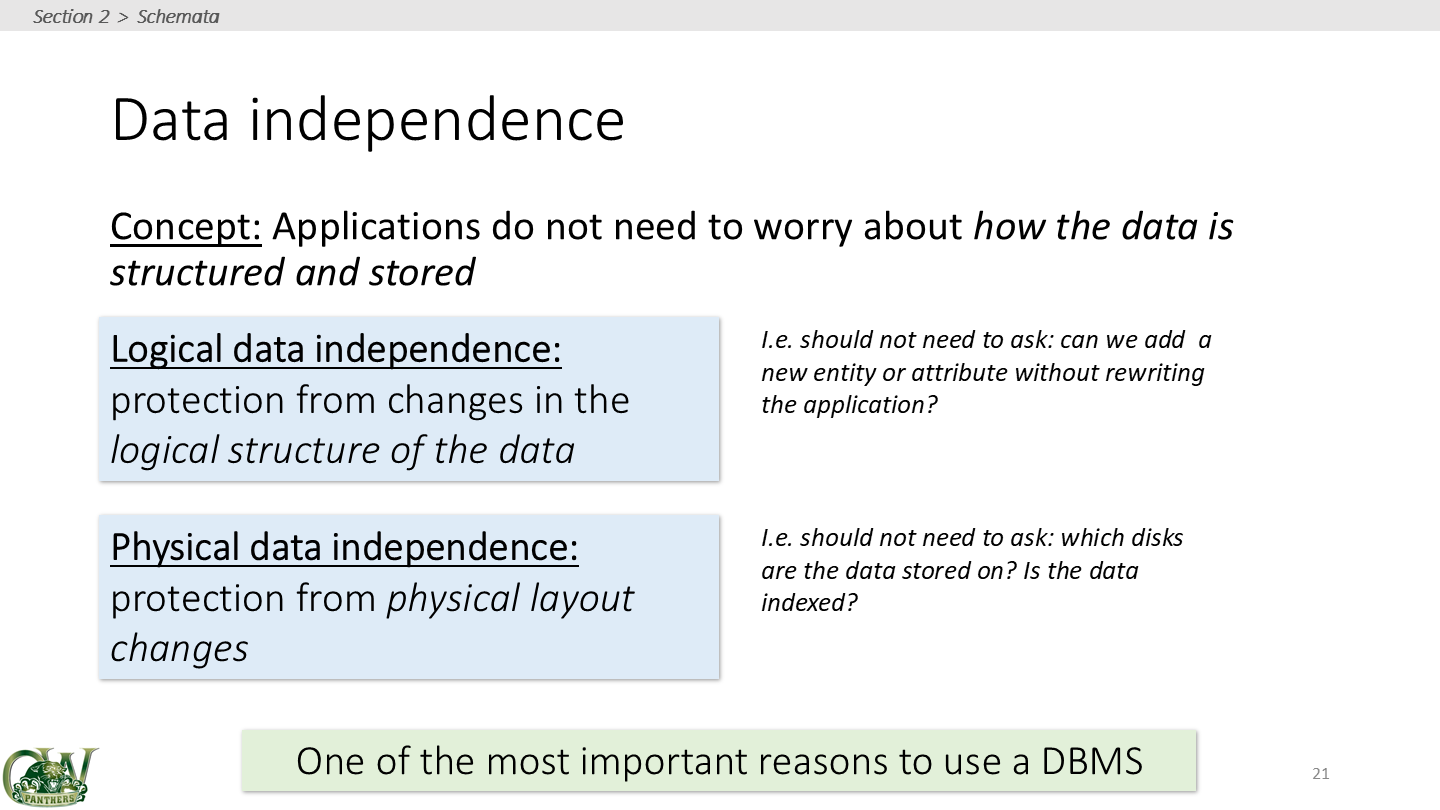 Section 2 > Schemata
Data independence
Concept: Applications do not need to worry about how the data is
structured and stored
Logical data independence:
protection from changes in the
logical structure of the data
I.e. should not need to ask: can we add a
new entity or attribute without rewriting
the application?
Physical data independence:
protection from physical layout
changes
I.e. should not need to ask: which disks
are the data stored on? Is the data
indexed?
One of the most important reasons to use a DBMS
CW
PANTHERS
21